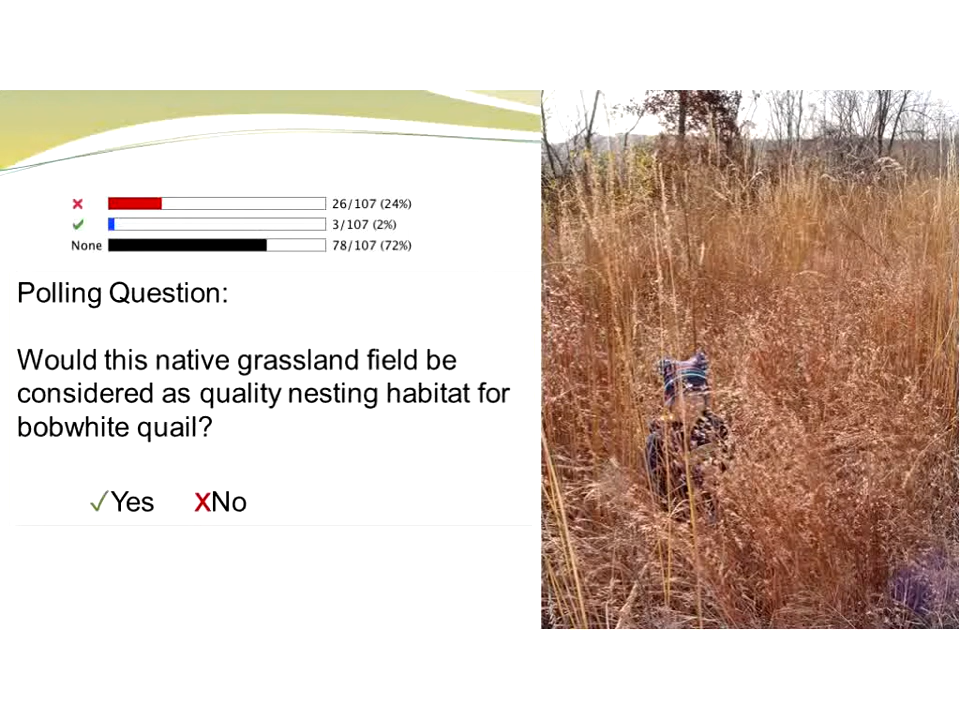 26/107 (24%)
3/107 (2%)
None 78/107 (72%)
Polling Question:
Would this native grassland field be
considered as quality nesting habitat for
bobwhite quail?
✓Yes XNo